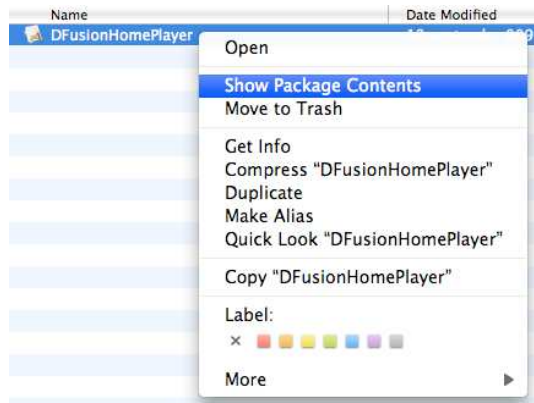 Name Date Modified
DFusionHomePlayer
Open
Show Package Contents
Move to Trash
Get Info
Compress “DFusionHomePlayer”
Duplicate
Make Alias
Quick Look “DFusionHomePlayer”
Copy “DFusionHomePlayer”
Label:
More